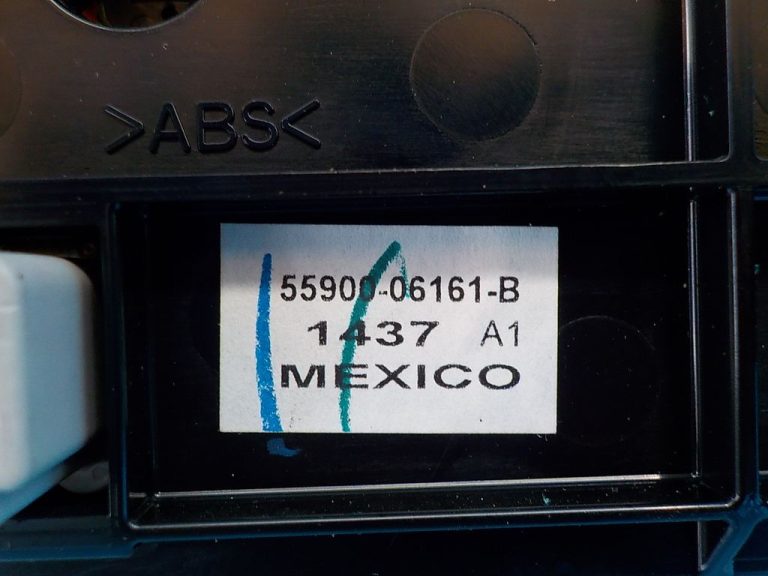 >ABS<
55900-06161-B
1437 A1
MEXICO